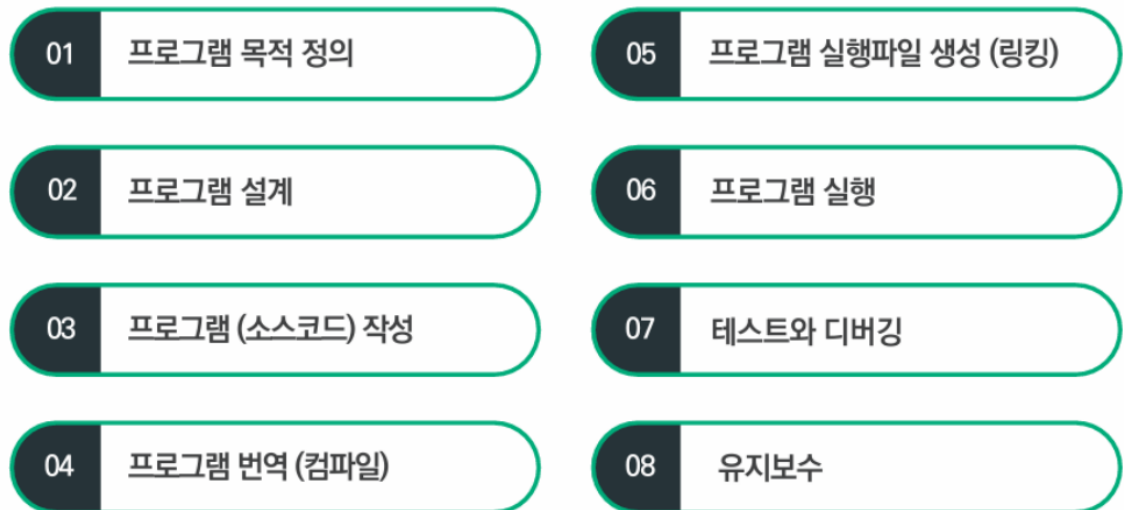 01 프로그램 목적 정의
02 프로그램 설계
03 프로그램 (소스코드) 작성
04 프로그램 번역 (컴파일)
05 프로그램 실행파일 생성 (링킹)
06 프로그램 실행
07 테스트와 디버깅
08 유지보수